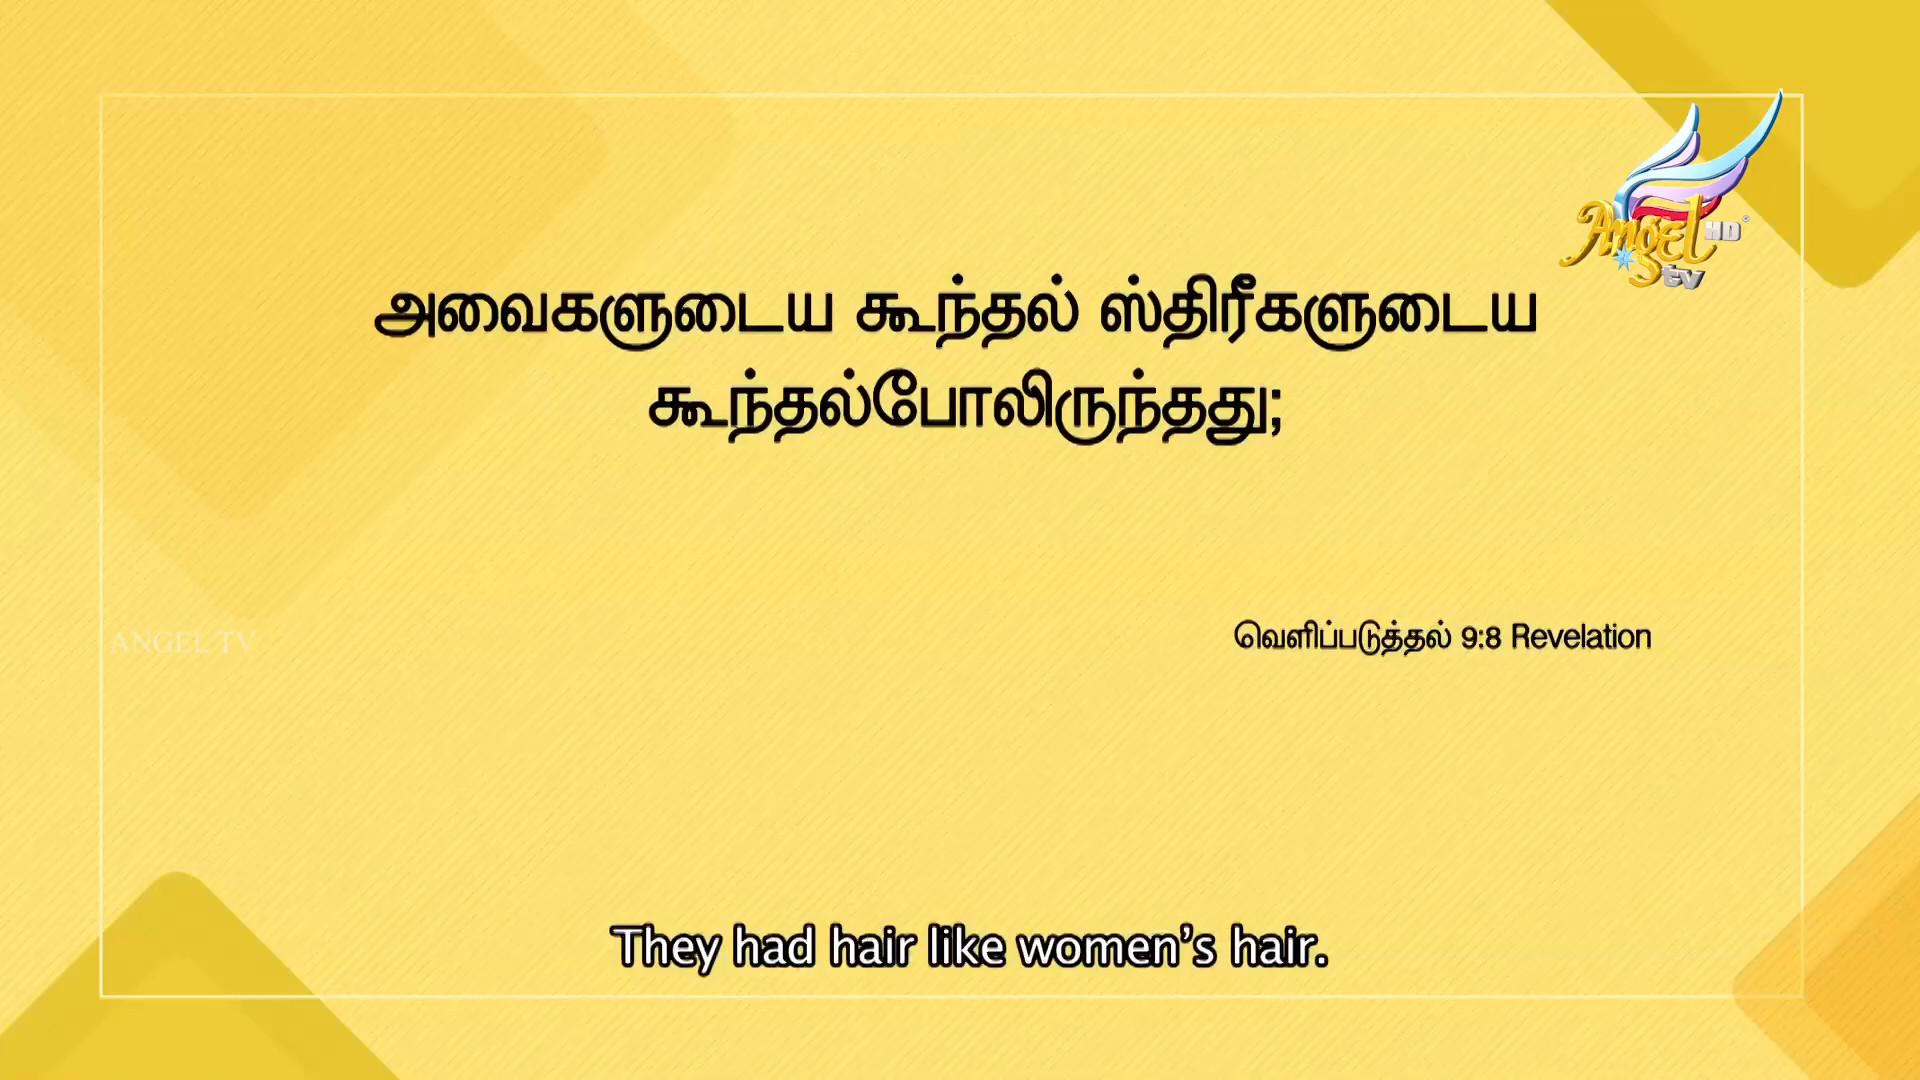 Angel HD
tv
அவைகளுடைய கூந்தல் ஸ்திரீகளுடைய
கூந்தல்போலிருந்தது;
வெளிப்படுத்தல் 9:8 Revelation
ANGEL TV
They had hair like women’s hair.